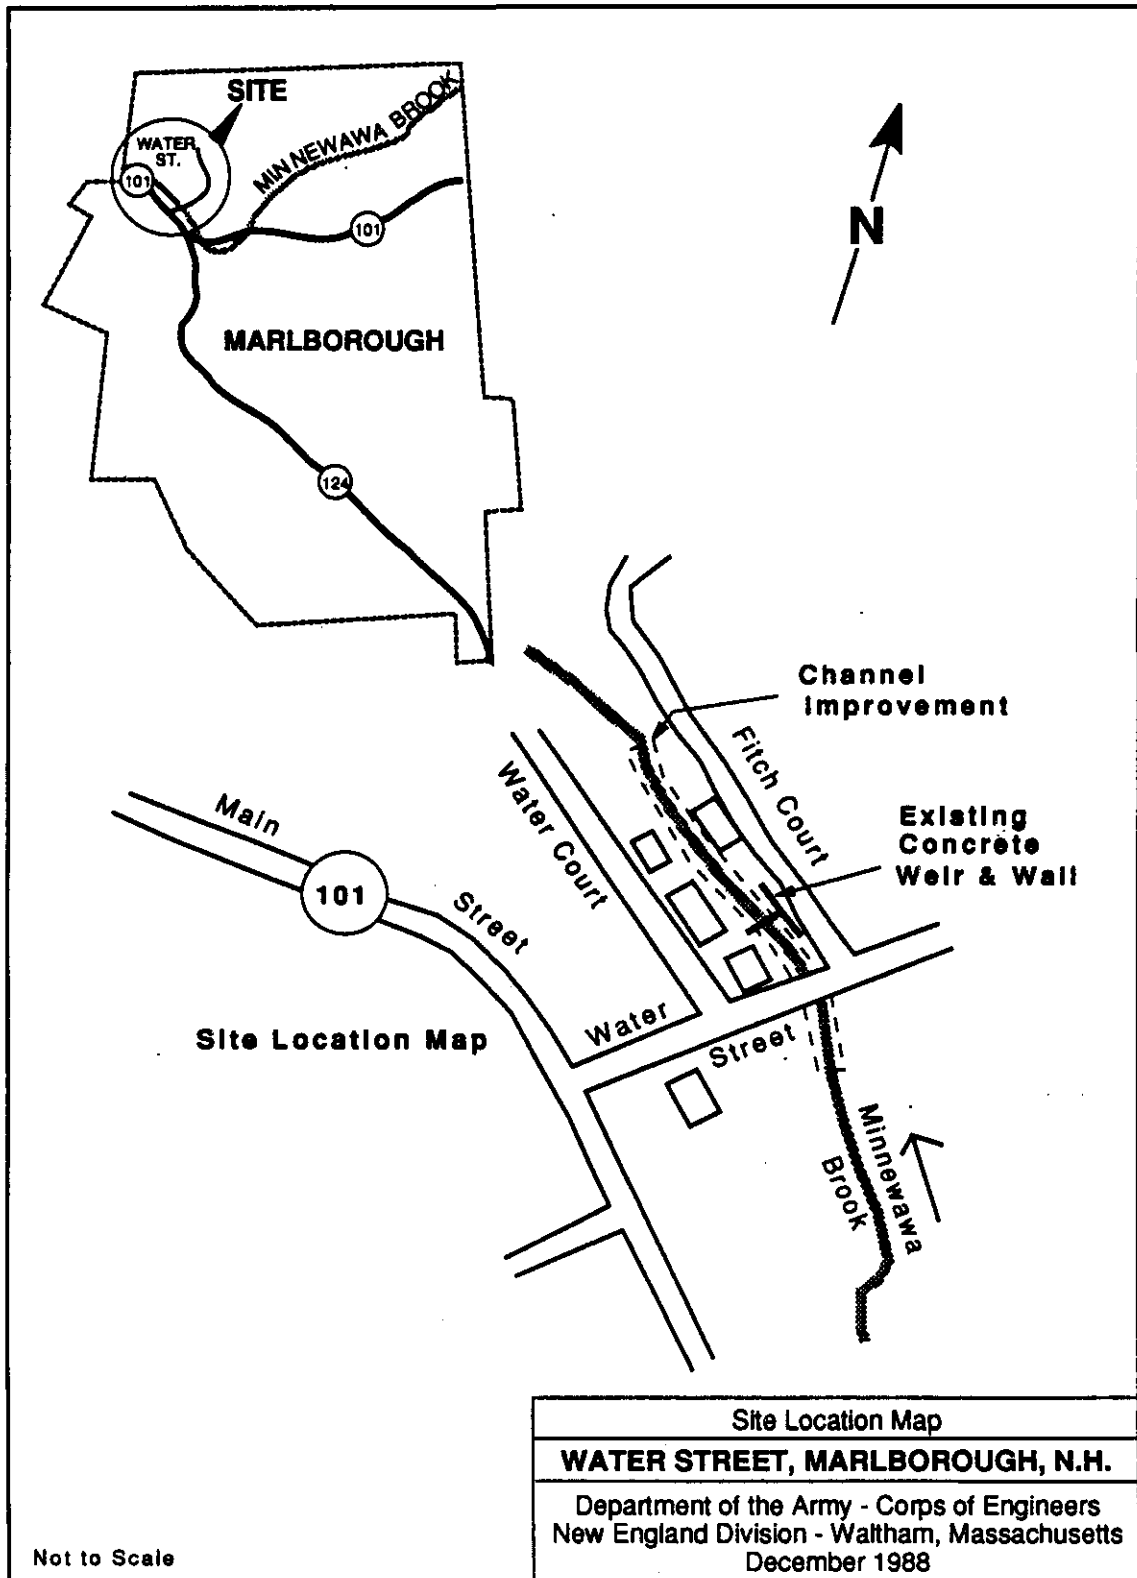 SITE
WATER
ST.
101
MINNEWAWA BROOK
101
N
MARLBOROUGH
124
Channel
Improvement
Fitch Court
Water Court
Existing
Concrete
Weir & Wall
Main
101
Street
Water
Street
Site Location Map
Minnewawa
Brook
Site Location Map
WATER STREET, MARLBOROUGH, N.H.
Department of the Army - Corps of Engineers
New England Division - Waltham, Massachusetts
December 1988
Not to Scale